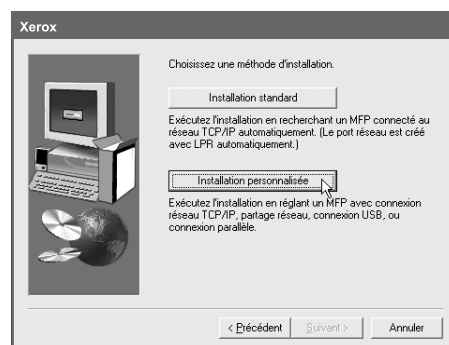 Xerox
Choisissez une méthode d'installation.
Installation standard
Exécutez l'installation en recherchant un MFP connecté au
réseau TCP/IP automatiquement. (Le port réseau est créé
avec LPR automatiquement.)
Installation personnalisée
Exécutez l'installation en réglant un MFP avec connexion
réseau TCP/IP, partage réseau, connexion USB, ou
connexion parallèle.
< Précédent
Suivant >
Annuler